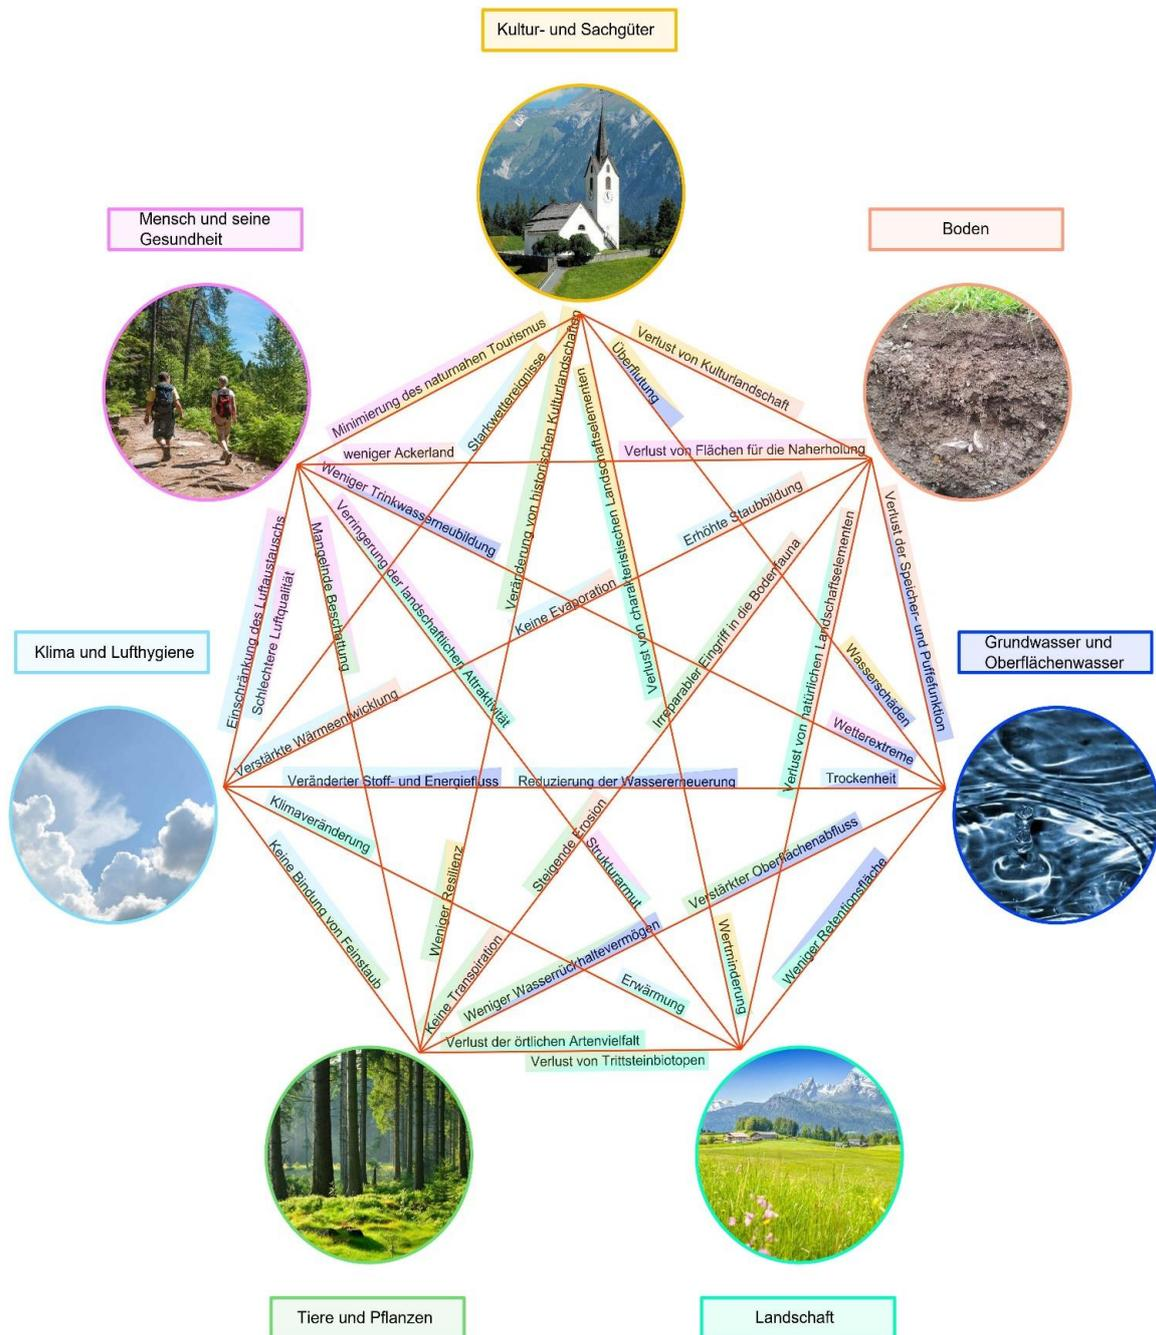 Kultur- und Sachgüter
Mensch und seine
Gesundheit
Boden
Minimierung des naturnahen Tourismus
Starkwettereignisse
Veränderung von historischen Kulturlandschaften
Verlust von charakteristischen Landschaftselementen
Überflutung
Verlust von Kulturlandschaft
weniger Ackerland
Verlust von Flächen für die Naherholung
Weniger Trinkwasserneubildung
Verringerung der landschaftlichen Attraktivität
Mangelnde Beschattung
Einschränkung des Luftaustauschs
Schlechtere Luftqualität
Erhöhte Staubbildung
Keine Evaporation
Verstärkte Wärmeentwicklung
Irreparabler Eingriff in die Bodenfauna
Verlust von natürlichen Landschaftselementen
Verlust der Speicher- und Puffefunktion
Klima und Lufthygiene
Grundwasser und
Oberflächenwasser
Wasserschäden
Wetterextreme
Veränderter Stoff- und Energiefluss
Reduzierung der Wassererneuerung
Trockenheit
Klimaveränderung
Keine Bindung von Feinstaub
Weniger Resilienz
Steigende Erosion
Strukturarmut
Verstärkter Oberflächenabfluss
Weniger Retentionsfläche
Keine Transpiration
Weniger Wasserrückhaltevermögen
Erwärmung
Wertminderung
Verlust der örtlichen Artenvielfalt
Verlust von Trittsteinbiotopen
Tiere und Pflanzen
Landschaft